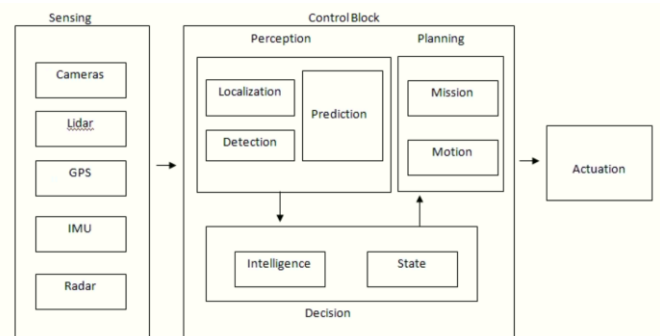 Sensing
Cameras
Lidar
GPS
IMU
Radar
Control Block
Perception
Localization
Detection
Prediction
Planning
Mission
Motion
Intelligence
State
Decision
Actuation